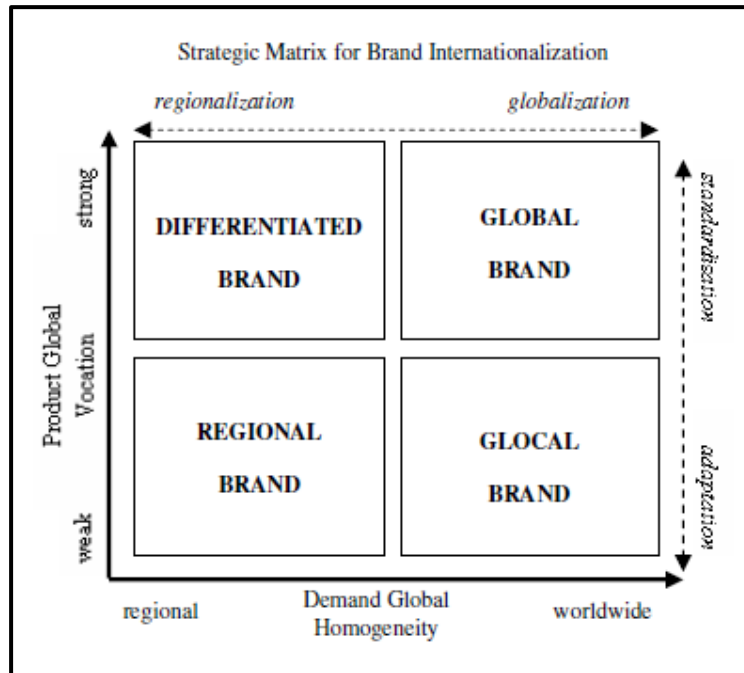 Strategic Matrix for Brand Internationalization
regionalization
globalization
strong
DIFFERENTIATED
BRAND
GLOBAL
BRAND
standardisation
Product Global
Vocation
REGIONAL
BRAND
GLOCAL
BRAND
weak
adaptation
regional
Demand Global
Homogeneity
worldwide